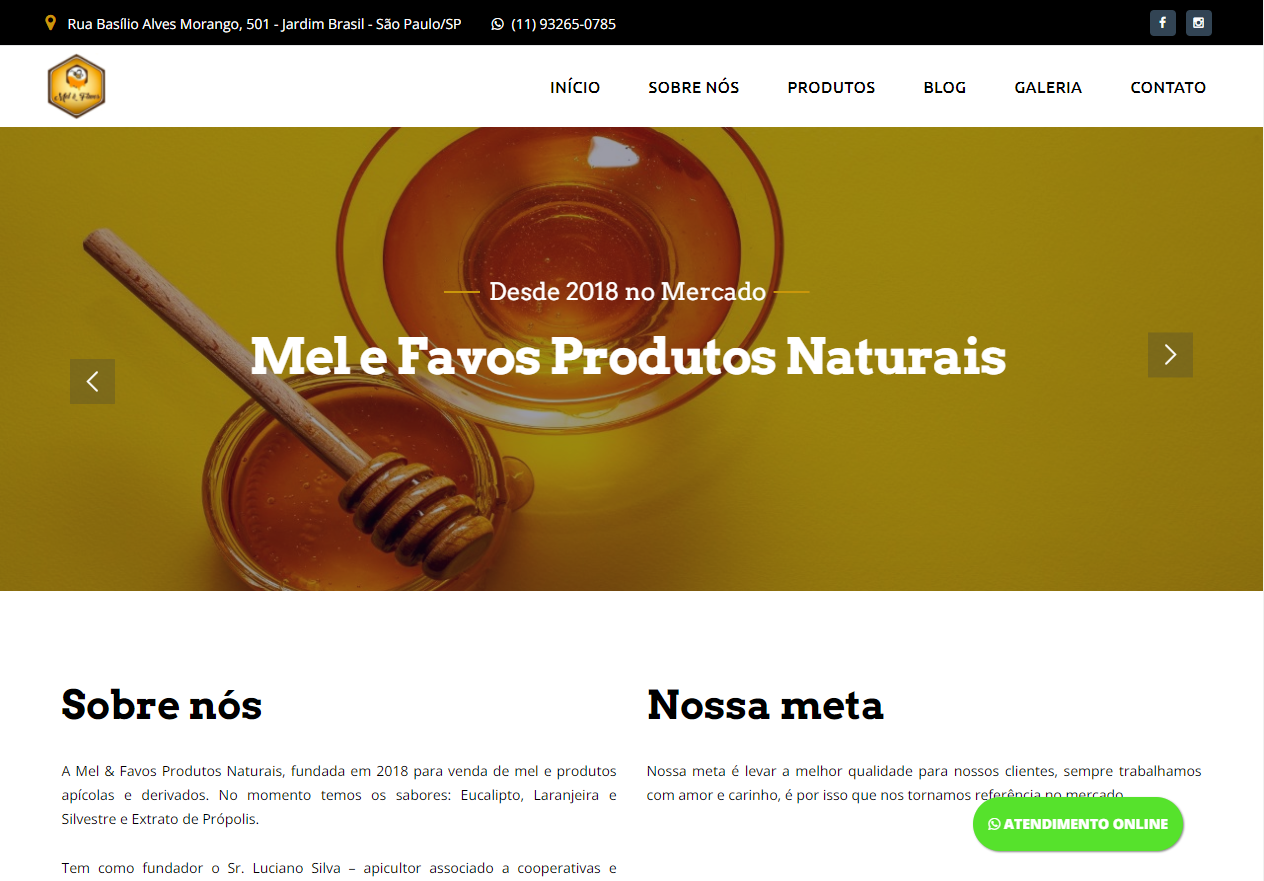 Rua Basílio Alves Morango, 501 - Jardim Brasil - São Paulo/SP
(11) 93265-0785
Mel & Favos
INÍCIO
SOBRE NÓS
PRODUTOS
BLOG
GALERIA
CONTATO
Desde 2018 no Mercado
Mel e Favos Produtos Naturais
Sobre nós
A Mel & Favos Produtos Naturais, fundada em 2018 para venda de mel e produtos
apícolas e derivados. No momento temos os sabores: Eucalipto, Laranjeira e
Silvestre e Extrato de Própolis.
Tem como fundador o Sr. Luciano Silva – apicultor associado a cooperativas e
Nossa meta
Nossa meta é levar a melhor qualidade para nossos clientes, sempre trabalhamos
com amor e carinho, é por isso que nos tornamos referência no mercado.
ATENDIMENTO ONLINE